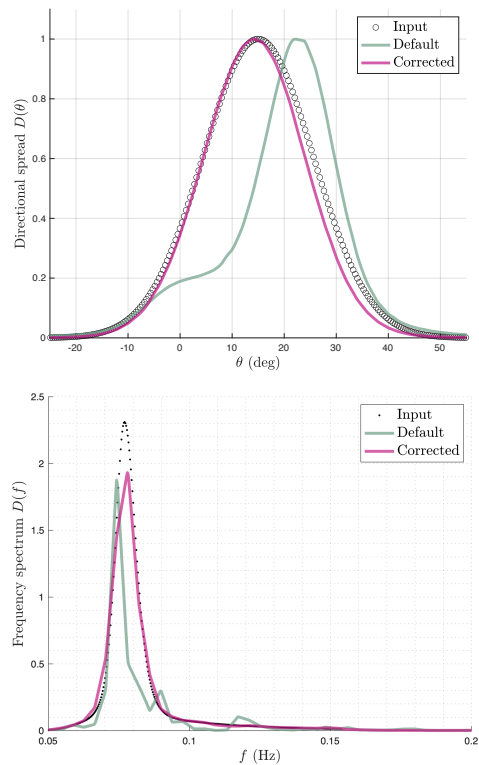 Input
Default
Corrected
1
0.8
0.6
0.4
0.2
0
Directional spread D(θ)
-20 -10 0 10 20 30 40 50
θ (deg)
Input
Default
Corrected
2.5
2
1.5
1
0.5
0
Frequency spectrum D(f)
0.05 0.1 0.15 0.2
f (Hz)